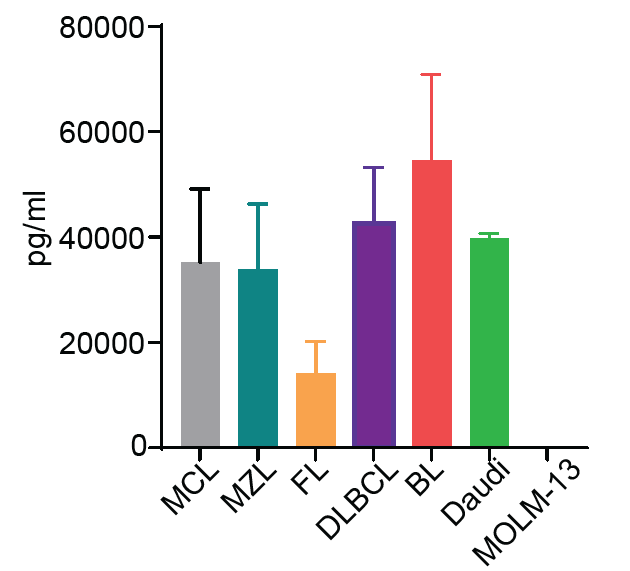 80000
60000
pg/ml
40000
20000
0
MCL
MZL
FL
DLBCL
BL
Daudi
MOLM-13